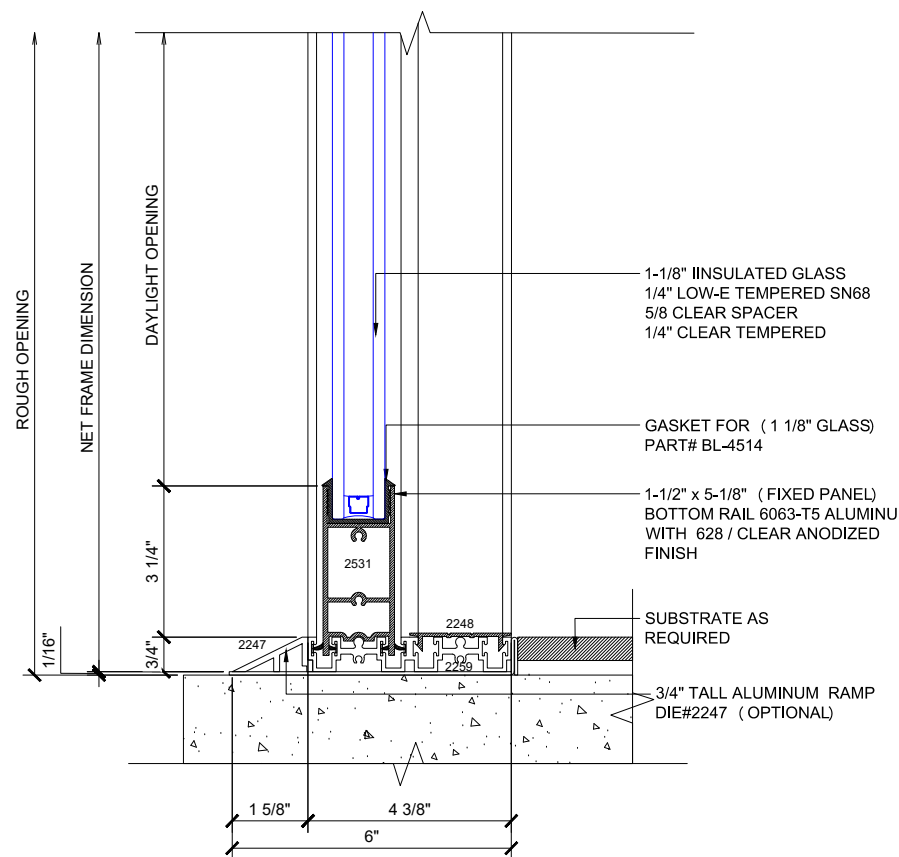 ROUGH OPENING
NET FRAME DIMENSION
DAYLIGHT OPENING
1-1/8" IINSULATED GLASS
1/4" LOW-E TEMPERED SN68
5/8 CLEAR SPACER
1/4" CLEAR TEMPERED
GASKET FOR ( 1 1/8" GLASS)
PART# BL-4514
1-1/2" x 5-1/8" ( FIXED PANEL)
BOTTOM RAIL 6063-T5 ALUMINU
WITH 628 / CLEAR ANODIZED
FINISH
3 1/4"
2531
2248
SUBSTRATE AS
REQUIRED
1/16"
3/4"
2247
2259
3/4" TALL ALUMINUM RAMP
DIE#2247 ( OPTIONAL)
1 5/8"
4 3/8"
6"